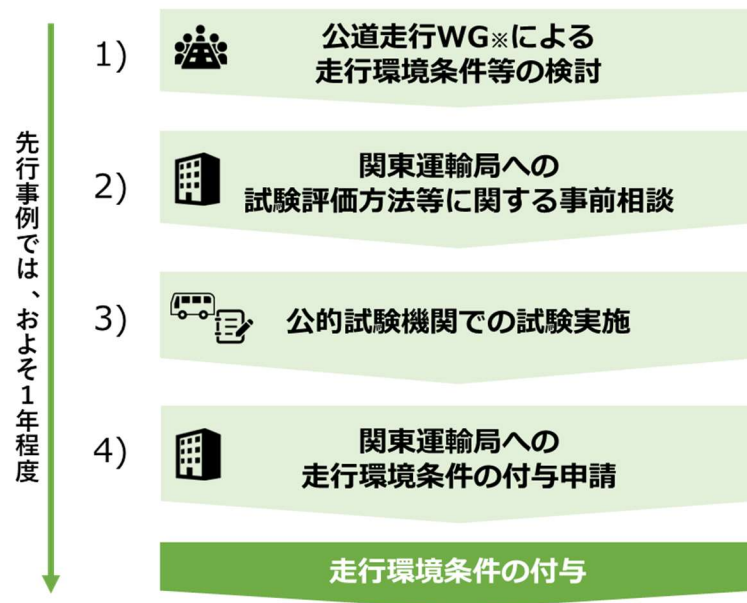 先行事例では、およそ1年程度
1)
公道走行WG※による
走行環境条件等の検討
2)
関東運輸局への
試験評価方法等に関する事前相談
3)
公的試験機関での試験実施
4)
関東運輸局への
走行環境条件の付与申請
走行環境条件の付与